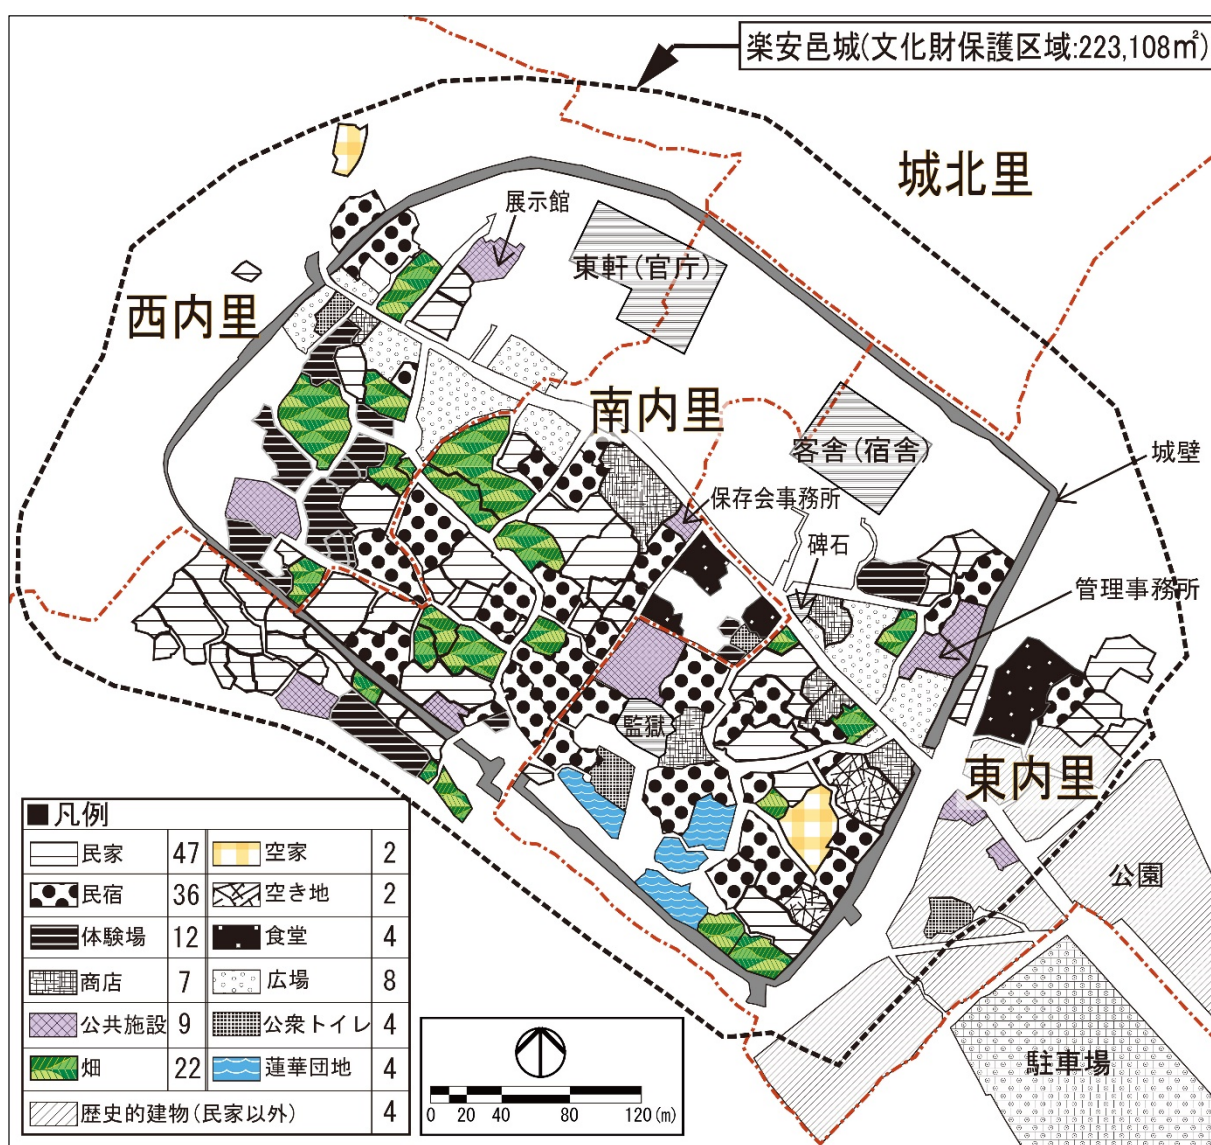 楽安邑城(文化財保護区域:223,108㎡)
城北里
展示館
東軒(官庁)
西内里
南内里
客舎(宿舎)
城壁
保存会事務所
碑石
管理事務所
監獄
東内里
公園
駐車場
■凡例
民家 47 空家 2
民宿 36 空き地 2
体験場 12 食堂 4
商店 7 広場 8
公共施設 9 公衆トイレ 4
畑 22 蓮華団地 4
歴史的建物(民家以外) 4
0 20 40 80 120(m)